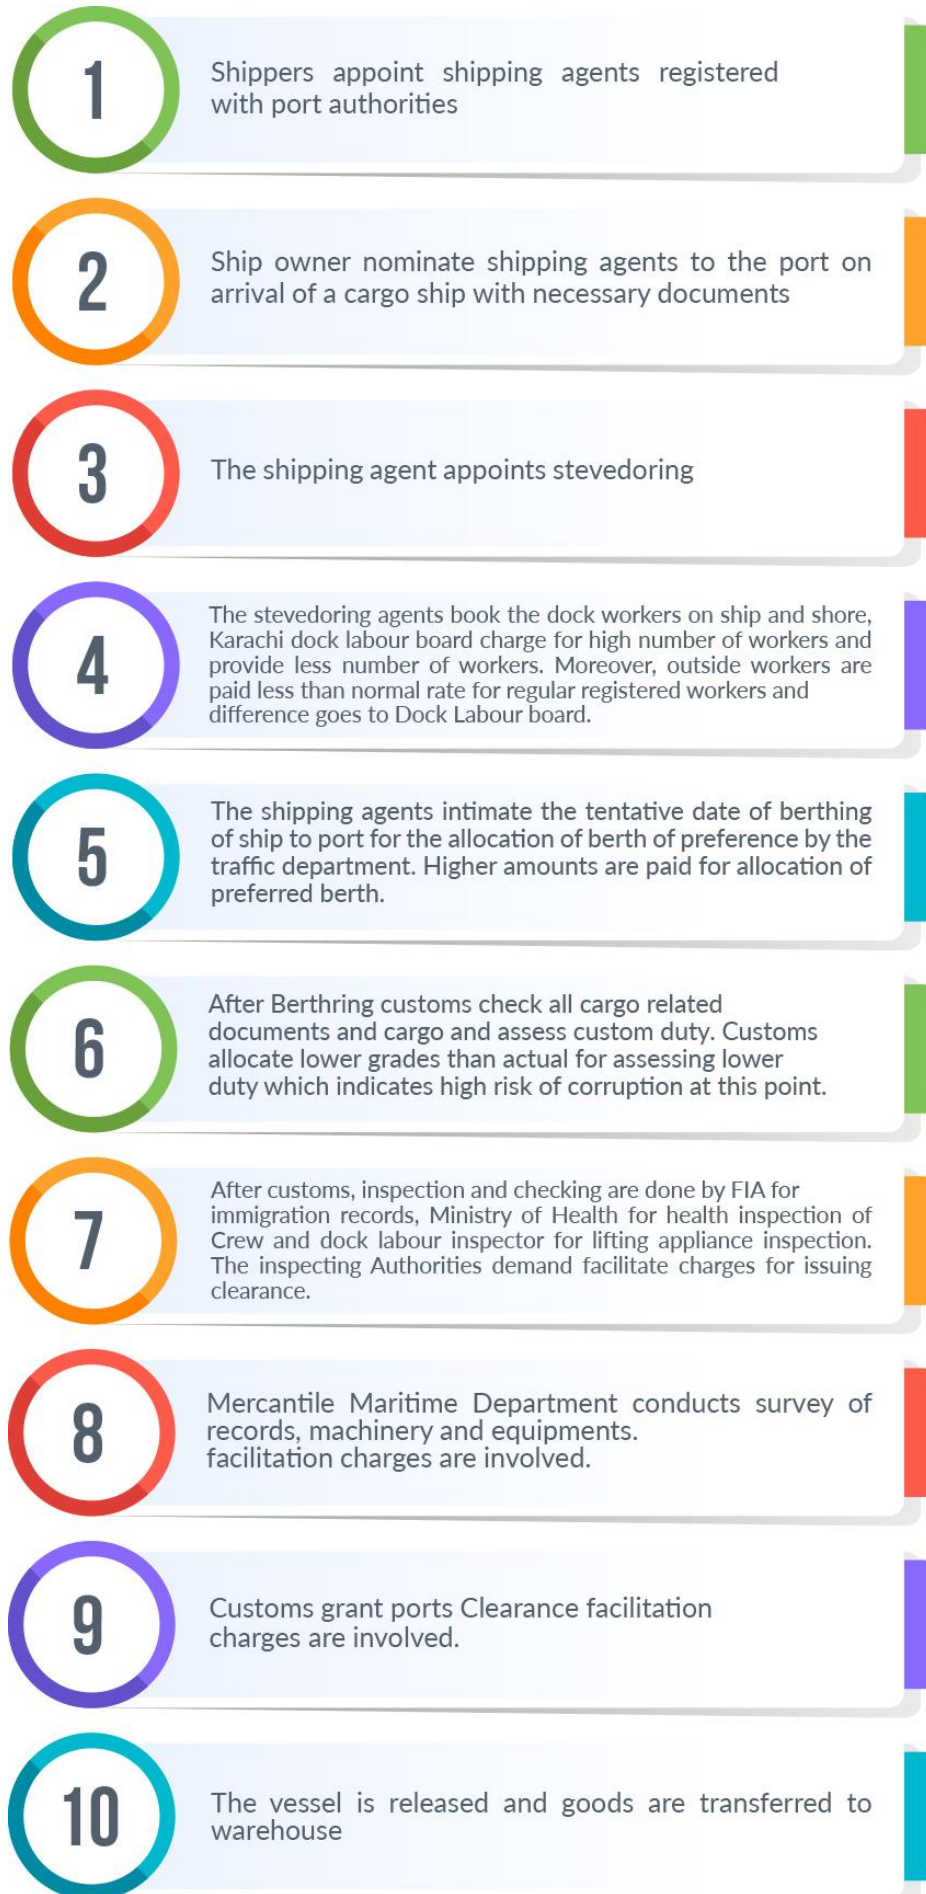 1
Shippers appoint shipping agents registered
with port authorities
2
Ship owner nominate shipping agents to the port on
arrival of a cargo ship with necessary documents
3
The shipping agent appoints stevedoring
4
The stevedoring agents book the dock workers on ship and shore,
Karachi dock labour board charge for high number of workers and
provide less number of workers. Moreover, outside workers are
paid less than normal rate for regular registered workers and
difference goes to Dock Labour board.
5
The shipping agents intimate the tentative date of berthing
of ship to port for the allocation of berth of preference by the
traffic department. Higher amounts are paid for allocation of
preferred berth.
6
After Berthring customs check all cargo related
documents and cargo and assess custom duty. Customs
allocate lower grades than actual for assessing lower
duty which indicates high risk of corruption at this point.
7
After customs, inspection and checking are done by FIA for
immigration records, Ministry of Health for health inspection of
Crew and dock labour inspector for lifting appliance inspection.
The inspecting Authorities demand facilitate charges for issuing
clearance.
8
Mercantile Maritime Department conducts survey of
records, machinery and equipments.
facilitation charges are involved.
9
Customs grant ports Clearance facilitation
charges are involved.
10
The vessel is released and goods are transferred to
warehouse